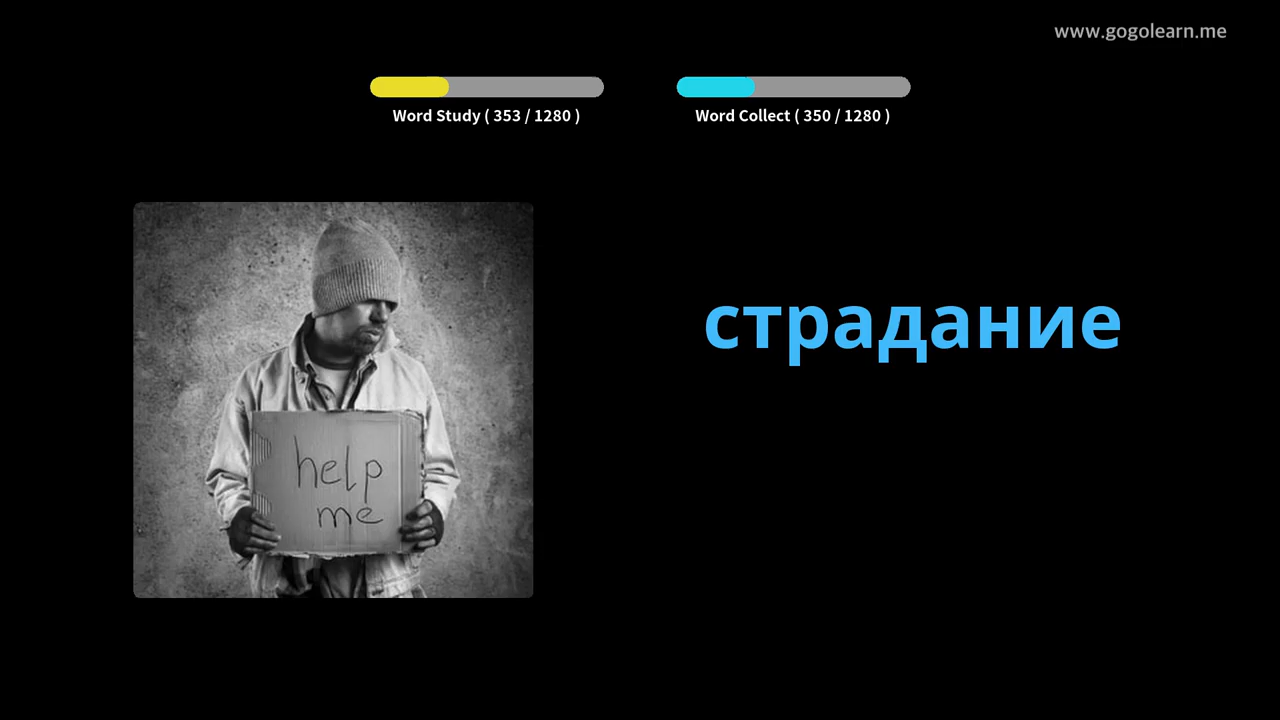 www.gogolearn.me
Word Study ( 353 / 1280 )
Word Collect ( 350 / 1280 )
страдание
help
me